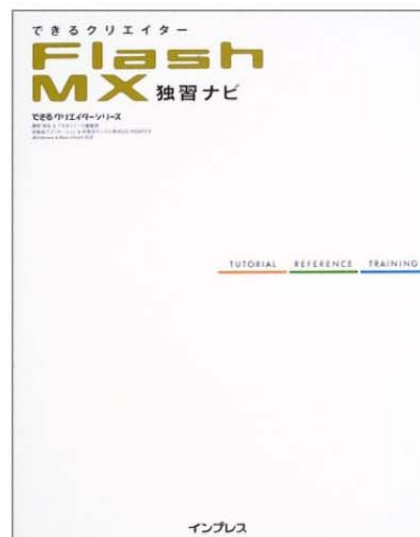 できるクリエイター
Flash
MX 独習ナビ
できるクリエイターシリーズ
TUTORIAL REFERENCE TRAINING
インプレス